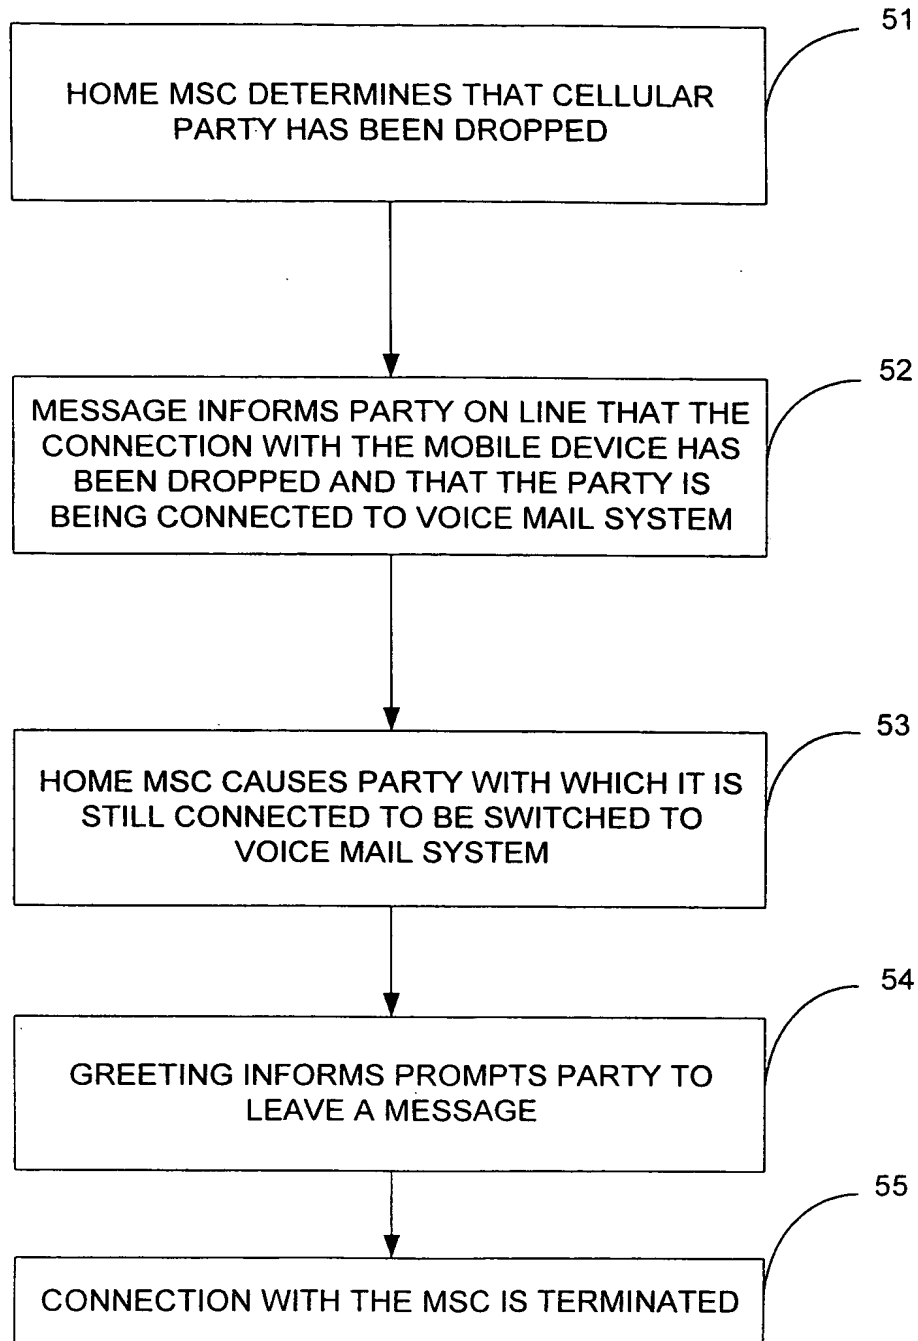 51
HOME MSC DETERMINES THAT CELLULAR
PARTY HAS BEEN DROPPED
52
MESSAGE INFORMS PARTY ON LINE THAT THE
CONNECTION WITH THE MOBILE DEVICE HAS
BEEN DROPPED AND THAT THE PARTY IS
BEING CONNECTED TO VOICE MAIL SYSTEM
53
HOME MSC CAUSES PARTY WITH WHICH IT IS
STILL CONNECTED TO BE SWITCHED TO
VOICE MAIL SYSTEM
54
GREETING INFORMS PROMPTS PARTY TO
LEAVE A MESSAGE
55
CONNECTION WITH THE MSC IS TERMINATED